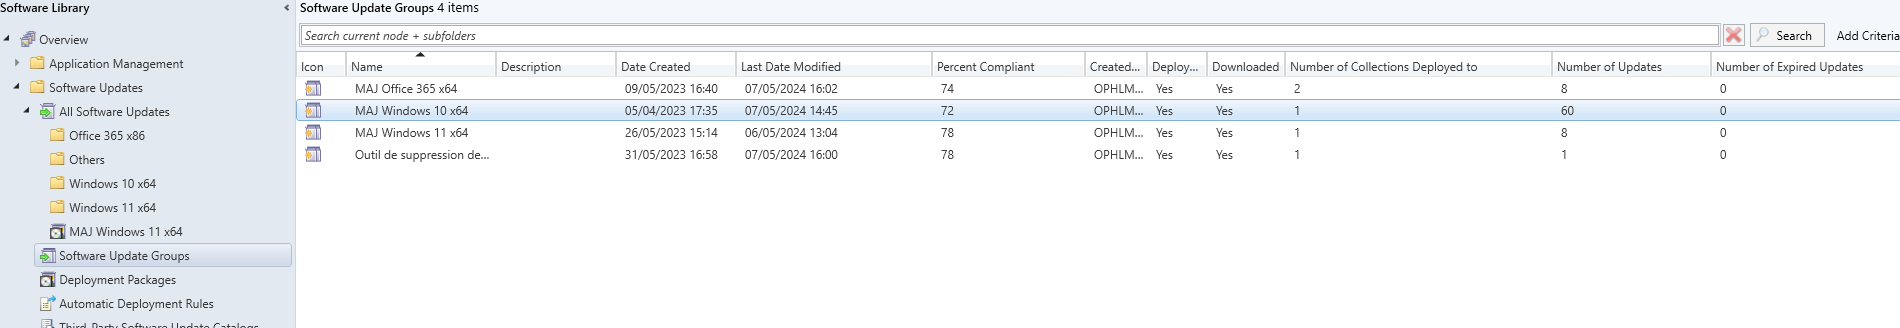 Software Library
<
Software Update Groups 4 items
Search current node + subfolders
Search
Add Criteria
Overview
Application Management
Software Updates
All Software Updates
Office 365 x86
Others
Windows 10 x64
Windows 11 x64
MAJ Windows 11 x64
Software Update Groups
Deployment Packages
Automatic Deployment Rules
Third-Party Software Update Catalogs
Icon Name Description Date Created Last Date Modified Percent Compliant Created... Deploy... Downloaded Number of Collections Deployed to Number of Updates Number of Expired Updates
MAJ Office 365 x64 09/05/2023 16:40 07/05/2024 16:02 74 OPHLM... Yes Yes 2 8 0
MAJ Windows 10 x64 05/04/2023 17:35 07/05/2024 14:45 72 OPHLM... Yes Yes 1 60 0
MAJ Windows 11 x64 26/05/2023 15:14 06/05/2024 13:04 78 OPHLM... Yes Yes 1 8 0
Outil de suppression de... 31/05/2023 16:58 07/05/2024 16:00 78 OPHLM... Yes Yes 1 1 0